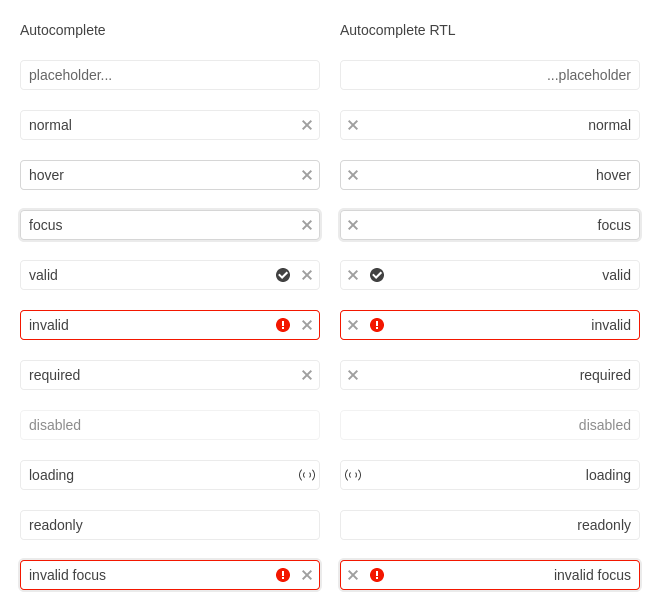 Autocomplete
Autocomplete RTL
placeholder...
...placeholder
normal
normal
hover
hover
focus
focus
valid
valid
invalid
invalid
required
required
disabled
disabled
loading
loading
readonly
readonly
invalid focus
invalid focus